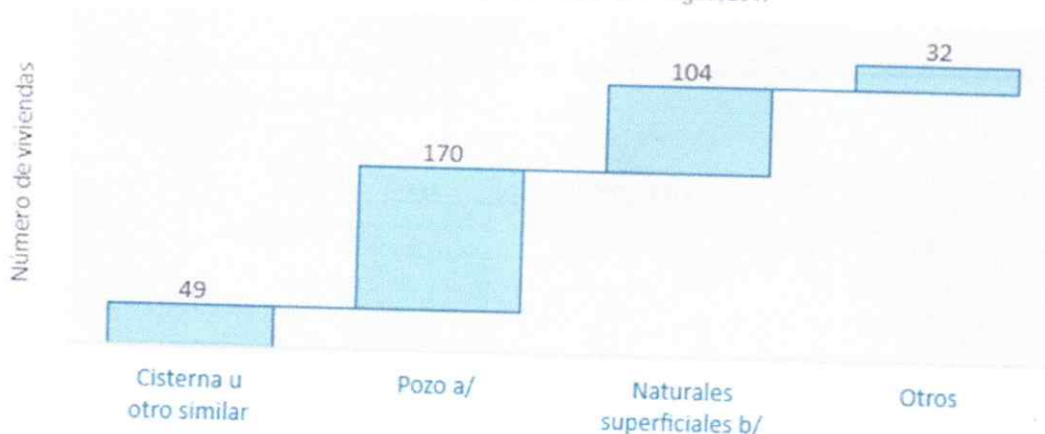 Número de viviendas
49
170
104
32
Cisterna u
otro similar
Pozo a/
Naturales
superficiales b/
Otros